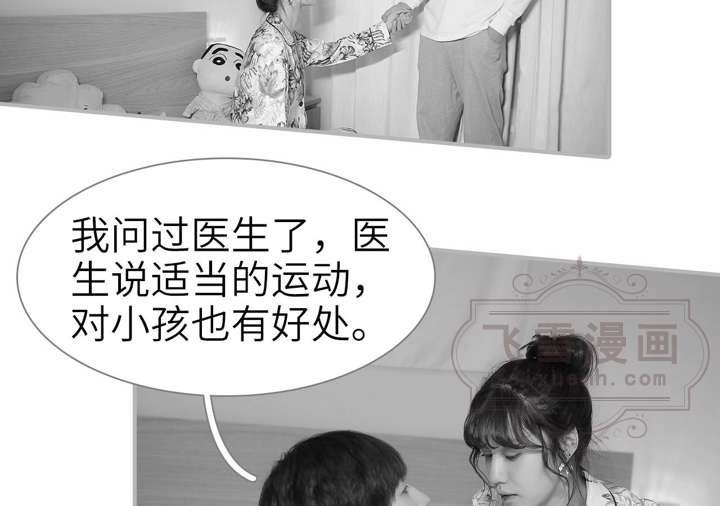 我问过医生了，医
生说适当的运动，
对小孩也有好处。
飞雪漫画